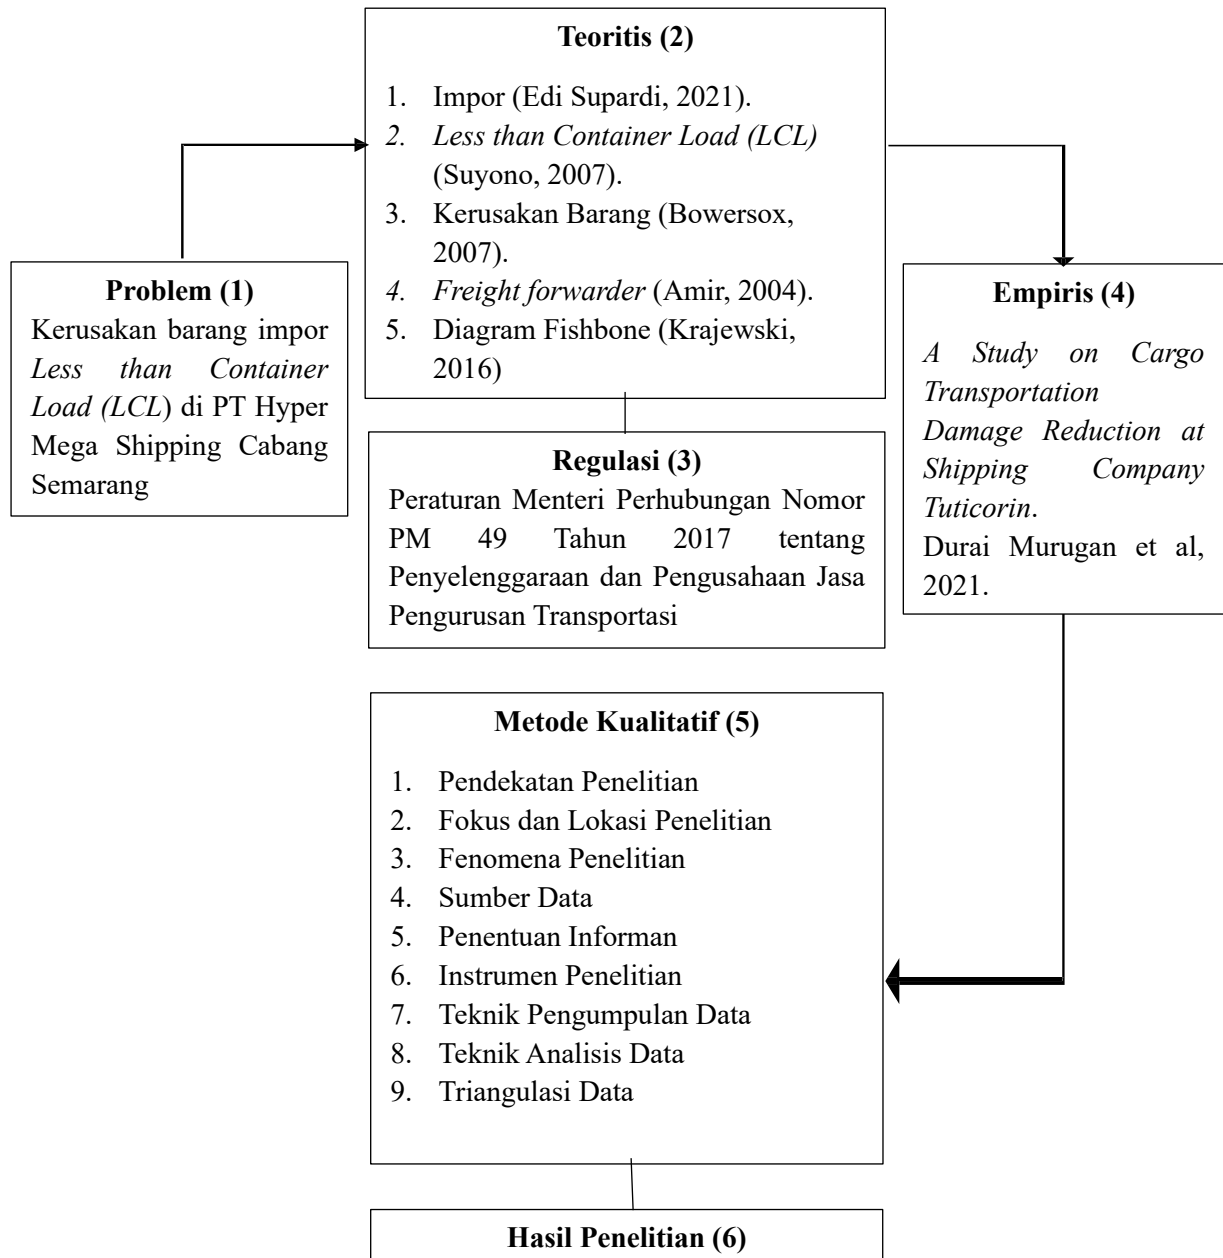 Teoritis (2)
1. Impor (Edi Supardi, 2021).
2. Less than Container Load (LCL)
(Suyono, 2007).
3. Kerusakan Barang (Bowersox,
2007).
4. Freight forwarder (Amir, 2004).
5. Diagram Fishbone (Krajewski,
2016)
Problem (1)
Kerusakan barang impor
Less than Container
Load (LCL) di PT Hyper
Mega Shipping Cabang
Semarang
Regulasi (3)
Peraturan Menteri Perhubungan Nomor
PM 49 Tahun 2017 tentang
Penyelenggaraan dan Pengusahaan Jasa
Pengurusan Transportasi
Empiris (4)
A Study on Cargo
Transportation
Damage Reduction at
Shipping Company
Tuticorin.
Durai Murugan et al,
2021.
Metode Kualitatif (5)
1. Pendekatan Penelitian
2. Fokus dan Lokasi Penelitian
3. Fenomena Penelitian
4. Sumber Data
5. Penentuan Informan
6. Instrumen Penelitian
7. Teknik Pengumpulan Data
8. Teknik Analisis Data
9. Triangulasi Data
Hasil Penelitian (6)